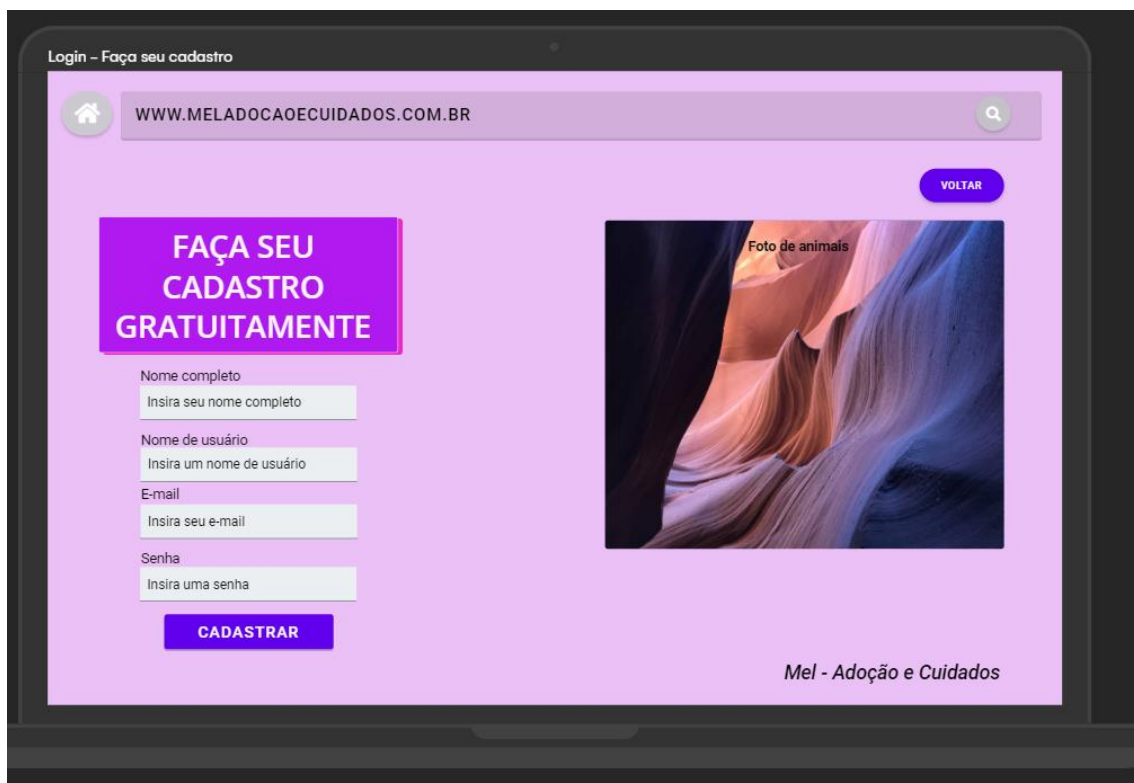 Login – Faça seu cadastro
WWW.MELADOCAOECUIDADOS.COM.BR
VOLTAR
FAÇA SEU
CADASTRO
GRATUITAMENTE
Foto de animais
Nome completo
Insira seu nome completo
Nome de usuário
Insira um nome de usuário
E-mail
Insira seu e-mail
Senha
Insira uma senha
CADASTRAR
Mel - Adoção e Cuidados